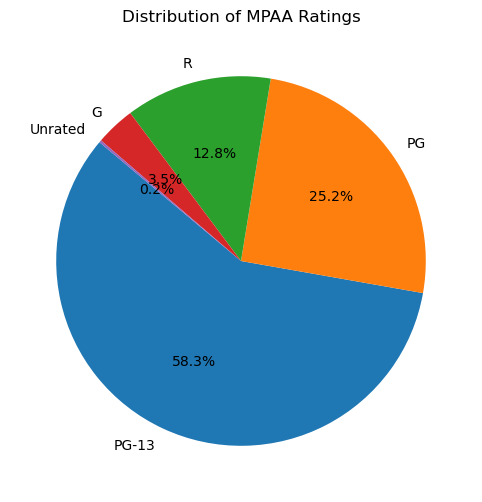 Distribution of MPAA Ratings
R
G
Unrated
PG
12.8%
3.5%
0.2%
25.2%
58.3%
PG-13